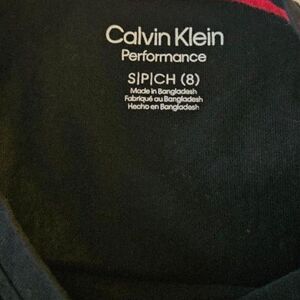 Calvin Klein
Performance
S|P|CH (8)
Made in Bangladesh
Fabriqué au Bangladesh
Hecho en Bangladesh